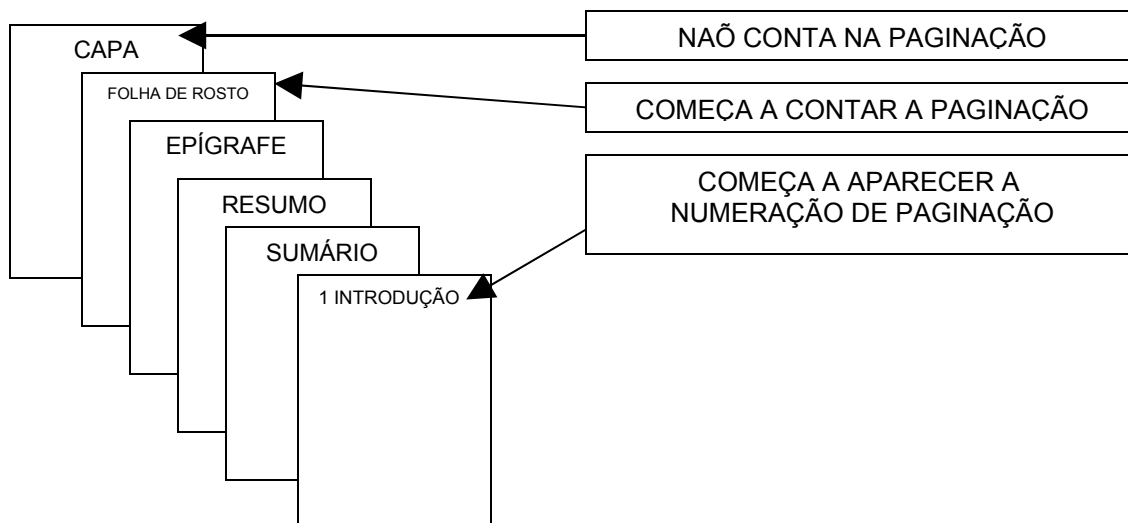 CAPA
NAÕ CONTA NA PAGINAÇÃO
FOLHA DE ROSTO
COMEÇA A CONTAR A PAGINAÇÃO
EPÍGRAFE
RESUMO
COMEÇA A APARECER A
NUMERAÇÃO DE PAGINAÇÃO
SUMÁRIO
1 INTRODUÇÃO